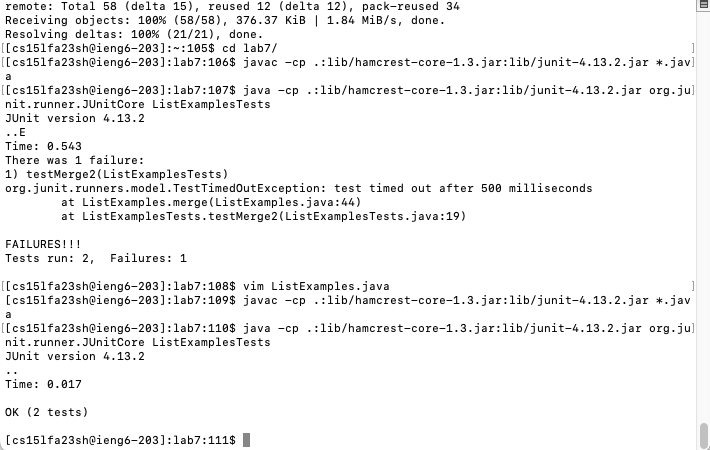 remote: Total 58 (delta 15), reused 12 (delta 12), pack-reused 34
Receiving objects: 100% (58/58), 376.37 KiB | 1.84 MiB/s, done.
Resolving deltas: 100% (21/21), done.
[[cs15lfa23sh@ieng6-203]:~:105$ cd lab7/ ]
[[cs15lfa23sh@ieng6-203]:lab7:106$ javac -cp .:lib/hamcrest-core-1.3.jar:lib/junit-4.13.2.jar *.jav]
a
[[cs15lfa23sh@ieng6-203]:lab7:107$ java -cp .:lib/hamcrest-core-1.3.jar:lib/junit-4.13.2.jar org.ju]
nit.runner.JUnitCore ListExamplesTests
JUnit version 4.13.2
..E
Time: 0.543
There was 1 failure:
1) testMerge2(ListExamplesTests)
org.junit.runners.model.TestTimedOutException: test timed out after 500 milliseconds
        at ListExamples.merge(ListExamples.java:44)
        at ListExamplesTests.testMerge2(ListExamplesTests.java:19)
FAILURES!!!
Tests run: 2,  Failures: 1
[[cs15lfa23sh@ieng6-203]:lab7:108$ vim ListExamples.java ]
[cs15lfa23sh@ieng6-203]:lab7:109$ javac -cp .:lib/hamcrest-core-1.3.jar:lib/junit-4.13.2.jar *.jav
a
[[cs15lfa23sh@ieng6-203]:lab7:110$ java -cp .:lib/hamcrest-core-1.3.jar:lib/junit-4.13.2.jar org.ju]
nit.runner.JUnitCore ListExamplesTests
JUnit version 4.13.2
..
Time: 0.017
OK (2 tests)
[cs15lfa23sh@ieng6-203]:lab7:111$